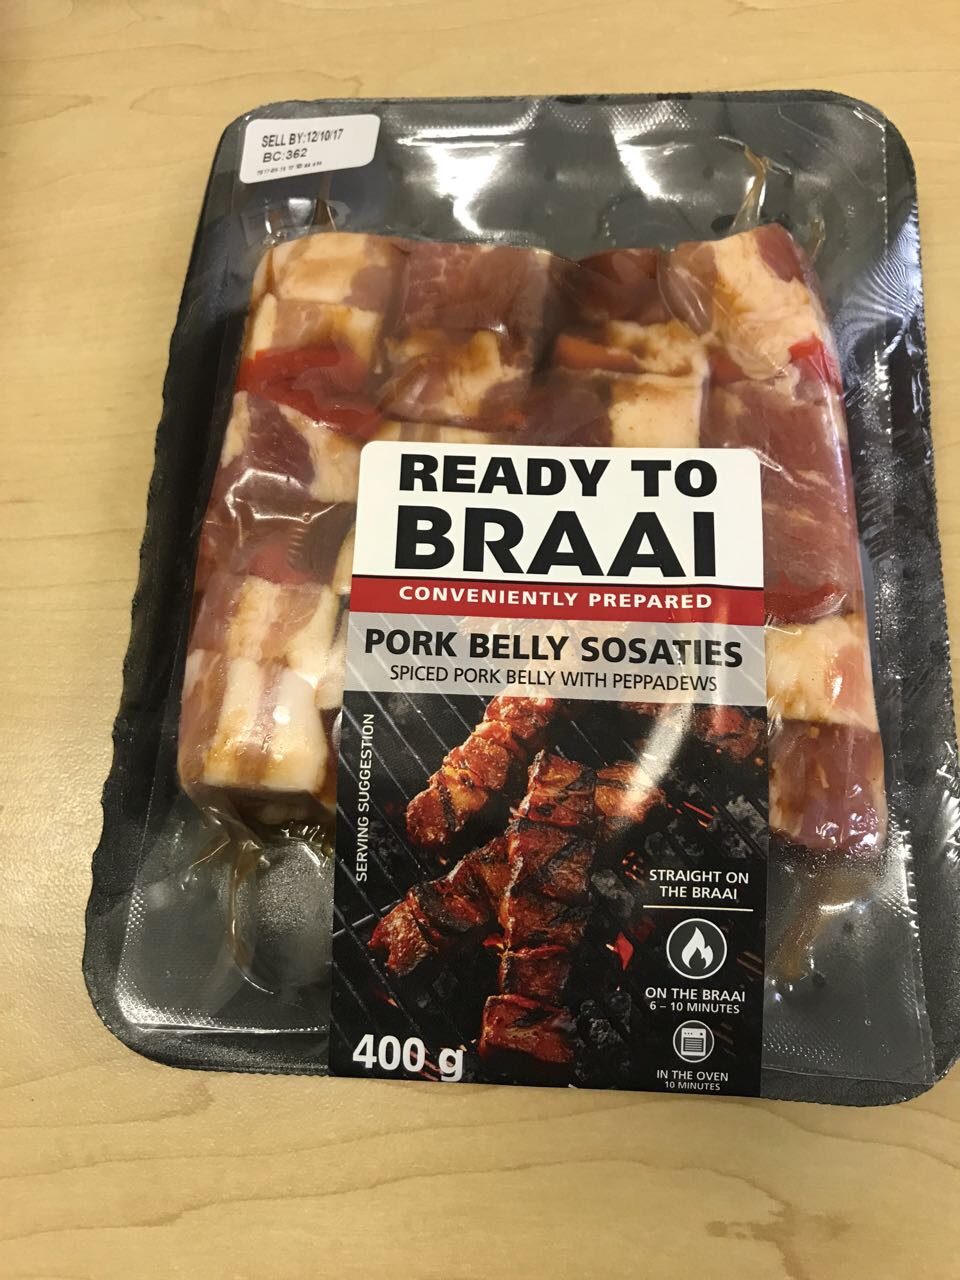 SELL BY:12/10/17
BC:362
READY TO
BRAAI
CONVENIENTLY PREPARED
PORK BELLY SOSATIES
SPICED PORK BELLY WITH PEPPADEWS
SERVING SUGGESTION
STRAIGHT ON
THE BRAAI
ON THE BRAAI
6 – 10 MINUTES
IN THE OVEN
10 MINUTES
400 g